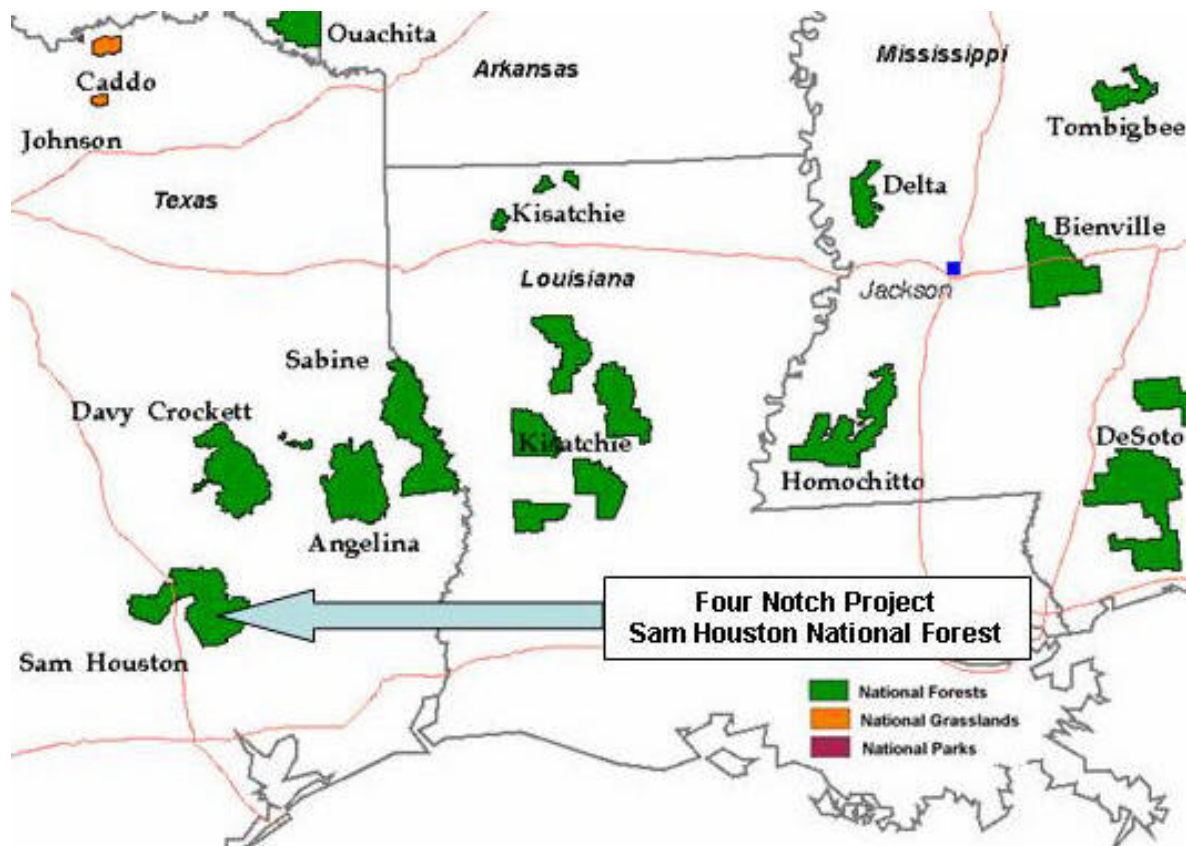 Ouachita
Arkansas
Mississippi
Caddo
Tombigbee
Johnson
Texas
Kisatchie
Delta
Bienville
Louisiana
Jackson
Sabine
Davy Crockett
Kisatchie
DeSoto
Homochitto
Angelina
Four Notch Project
Sam Houston National Forest
Sam Houston
National Forests
National Grasslands
National Parks